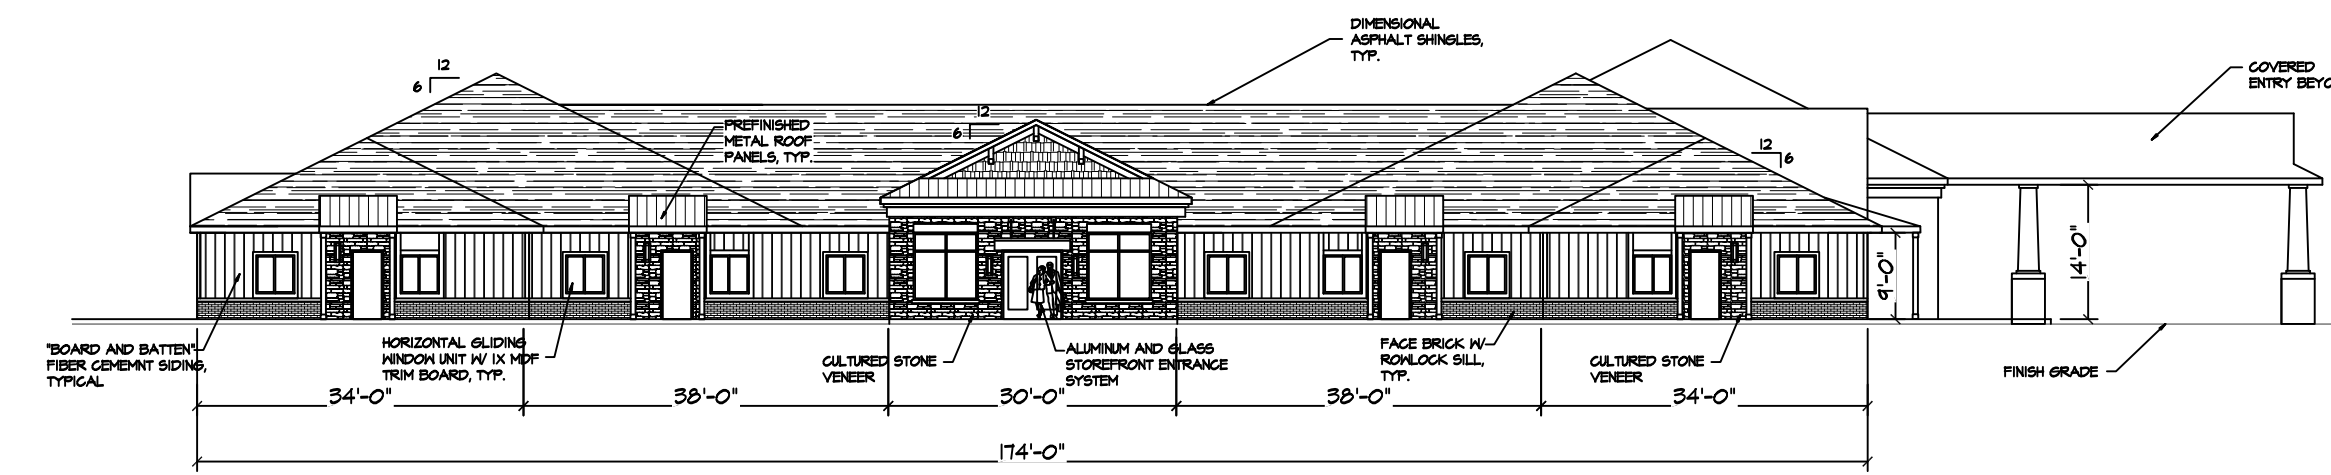 DIMENSIONAL
ASPHALT SHINGLES,
TYP.
12
6
COVERED
ENTRY BEYO
12
6
PREFINISHED
METAL ROOF
PANELS, TYP.
12
6
9'-0"
14'-0"
"BOARD AND BATTEN"
FIBER CEMEMNT SIDING,
TYPICAL
HORIZONTAL GLIDING
WINDOW UNIT W/ 1X MDF
TRIM BOARD, TYP.
CULTURED STONE
VENEER
ALUMINUM AND GLASS
STOREFRONT ENTRANCE
SYSTEM
FACE BRICK W/
ROWLOCK SILL,
TYP.
CULTURED STONE
VENEER
FINISH GRADE
34'-0"
38'-0"
30'-0"
38'-0"
34'-0"
174'-0"